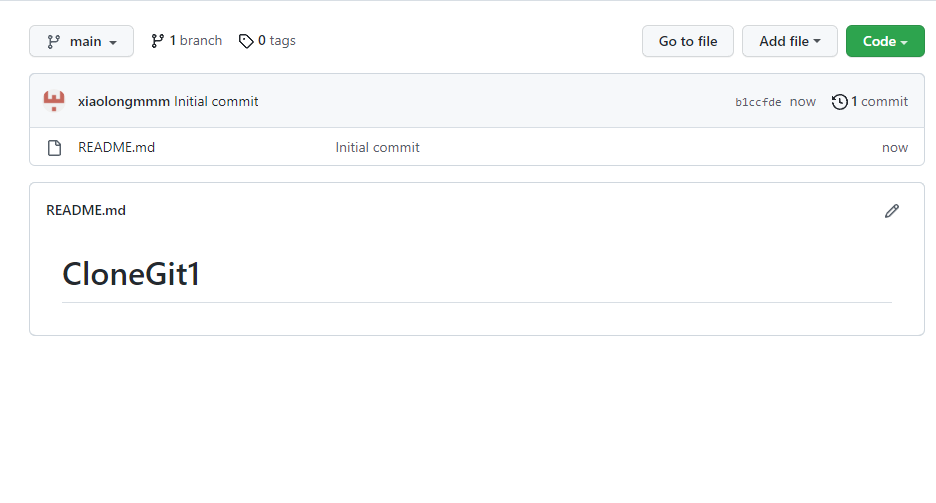 main 1 branch 0 tags Go to file Add file Code
xiaolongmmm Initial commit b1ccfde now 1 commit
README.md Initial commit now
README.md
CloneGit1